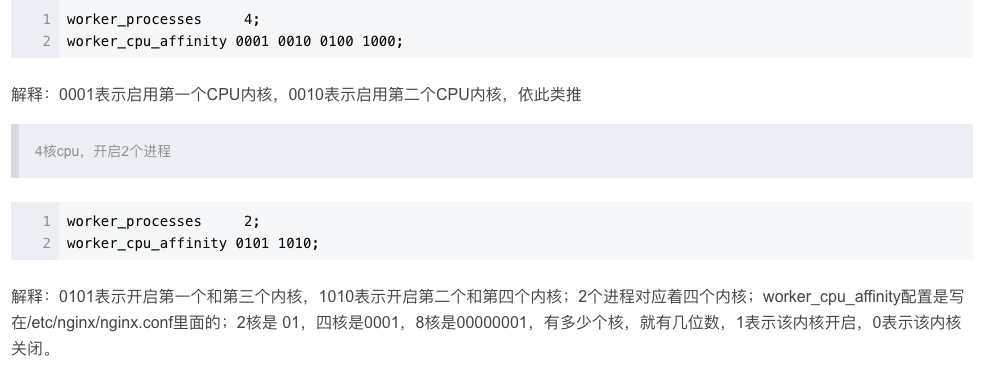 1 worker_processes     4;
2 worker_cpu_affinity 0001 0010 0100 1000;
解释：0001表示启用第一个CPU内核，0010表示启用第二个CPU内核，依此类推
4核cpu，开启2个进程
1 worker_processes     2;
2 worker_cpu_affinity 0101 1010;
解释：0101表示开启第一个和第三个内核，1010表示开启第二个和第四个内核；2个进程对应着四个内核；worker_cpu_affinity配置是写
在/etc/nginx/nginx.conf里面的；2核是 01，四核是0001，8核是00000001，有多少个核，就有几位数，1表示该内核开启，0表示该内核
关闭。